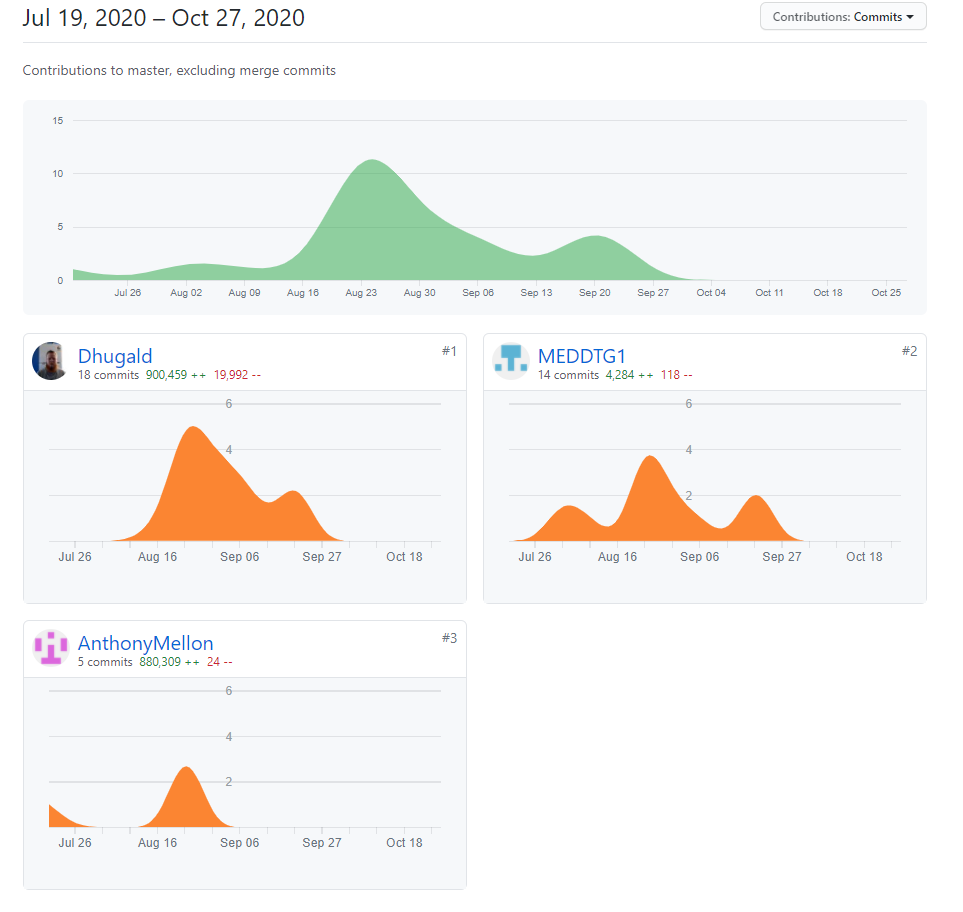 Jul 19, 2020 – Oct 27, 2020
Contributions: Commits
Contributions to master, excluding merge commits
15
10
5
0
Jul 26 Aug 02 Aug 09 Aug 16 Aug 23 Aug 30 Sep 06 Sep 13 Sep 20 Sep 27 Oct 04 Oct 11 Oct 18 Oct 25
Dhugald
#1
18 commits 900,459 ++ 19,992 --
6
4
Jul 26 Aug 16 Sep 06 Sep 27 Oct 18
MEDDTG1
#2
14 commits 4,284 ++ 118 --
6
4
2
Jul 26 Aug 16 Sep 06 Sep 27 Oct 18
AnthonyMellon
#3
5 commits 880,309 ++ 24 --
6
4
2
Jul 26 Aug 16 Sep 06 Sep 27 Oct 18